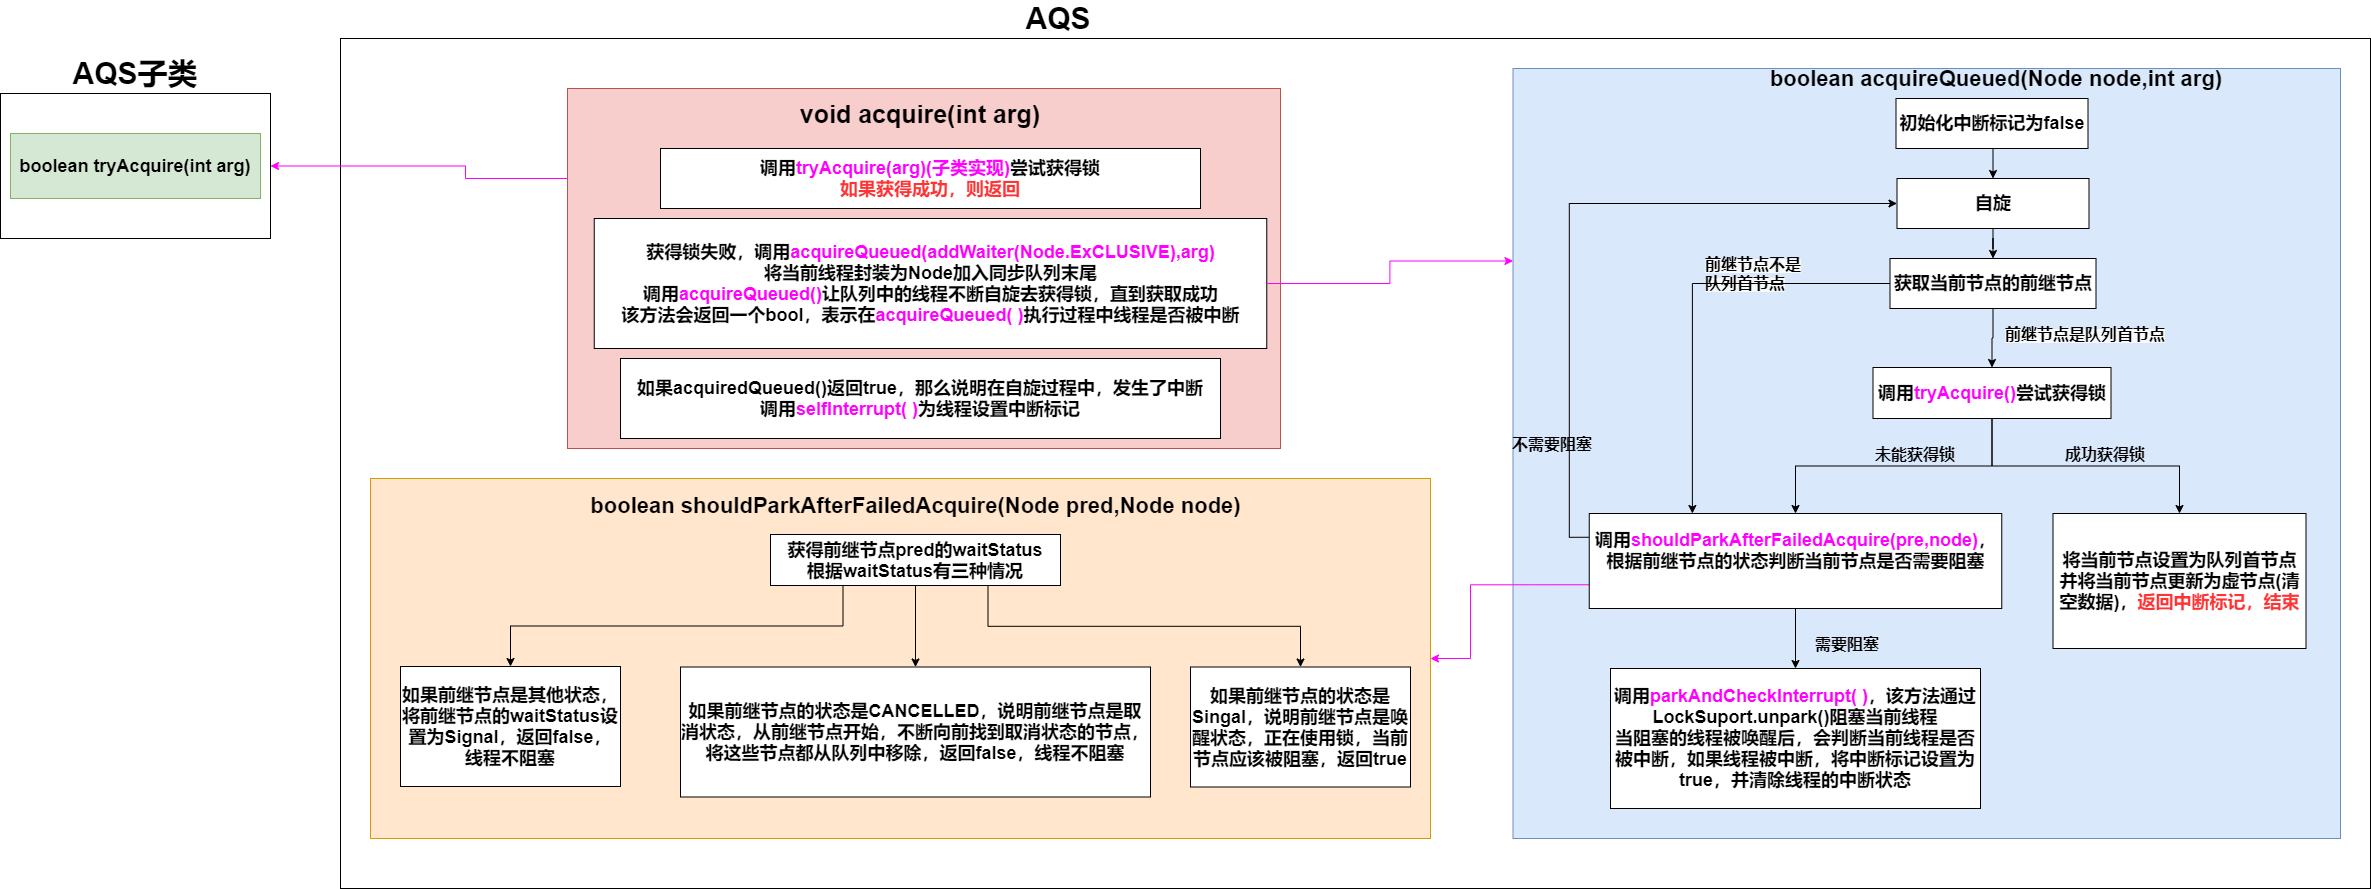 AQS
AQS子类
boolean tryAcquire(int arg)
void acquire(int arg)
调用tryAcquire(arg)(子类实现)尝试获得锁
如果获得成功，则返回
获得锁失败，调用acquireQueued(addWaiter(Node.ExCLUSIVE),arg)
将当前线程封装为Node加入同步队列末尾
调用acquireQueued()让队列中的线程不断自旋去获得锁，直到获取成功
该方法会返回一个bool，表示在acquireQueued( )执行过程中线程是否被中断
如果acquiredQueued()返回true，那么说明在自旋过程中，发生了中断
调用selfInterrupt( )为线程设置中断标记
boolean shouldParkAfterFailedAcquire(Node pred,Node node)
获得前继节点pred的waitStatus
根据waitStatus有三种情况
如果前继节点是其他状态，
将前继节点的waitStatus设
置为Signal，返回false，
线程不阻塞
如果前继节点的状态是CANCELLED，说明前继节点是取
消状态，从前继节点开始，不断向前找到取消状态的节点，
将这些节点都从队列中移除，返回false，线程不阻塞
如果前继节点的状态是
Singal，说明前继节点是唤
醒状态，正在使用锁，当前
节点应该被阻塞，返回true
boolean acquireQueued(Node node,int arg)
初始化中断标记为false
自旋
获取当前节点的前继节点
前继节点不是
队列首节点
前继节点是队列首节点
调用tryAcquire()尝试获得锁
不需要阻塞
未能获得锁
成功获得锁
调用shouldParkAfterFailedAcquire(pre,node)，
根据前继节点的状态判断当前节点是否需要阻塞
将当前节点设置为队列首节点
并将当前节点更新为虚节点(清
空数据)，返回中断标记，结束
需要阻塞
调用parkAndCheckInterrupt( )，该方法通过
LockSuport.unpark()阻塞当前线程
当阻塞的线程被唤醒后，会判断当前线程是否
被中断，如果线程被中断，将中断标记设置为
true，并清除线程的中断状态